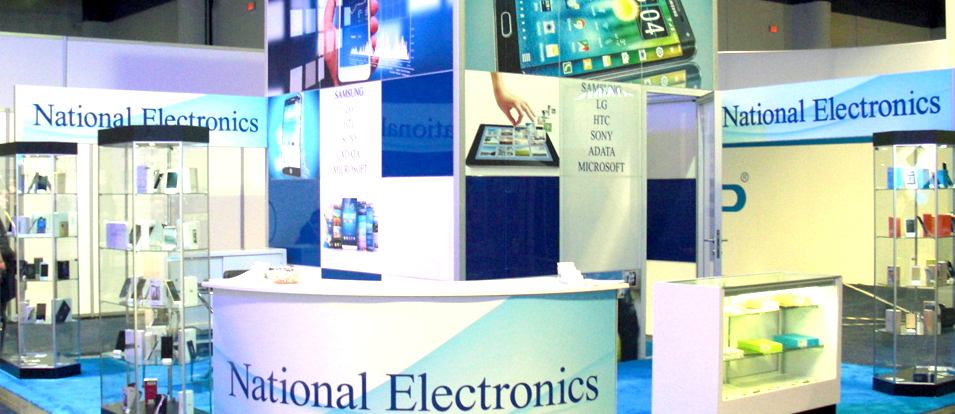 National Electronics
National Electronics
SAMSUNG
LG
HTC
SONY
ADATA
MICROSOFT
SAMSUNG
LG
HTC
SONY
ADATA
MICROSOFT
:04
®
National Electronics